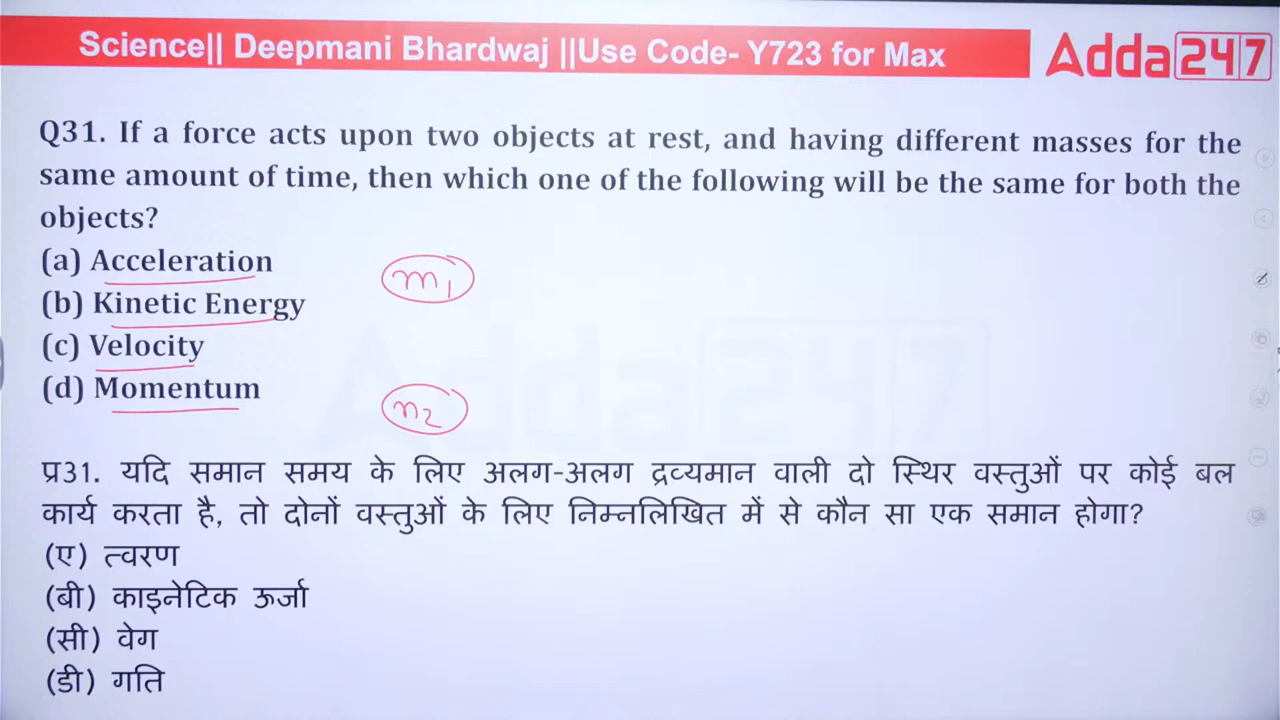 Science|| Deepmani Bhardwaj ||Use Code- Y723 for Max
Adda247
Q31. If a force acts upon two objects at rest, and having different masses for the
same amount of time, then which one of the following will be the same for both the
objects?
(a) Acceleration
(b) Kinetic Energy
(c) Velocity
(d) Momentum
m1
m2
प्र31. यदि समान समय के लिए अलग-अलग द्रव्यमान वाली दो स्थिर वस्तुओं पर कोई बल
कार्य करता है, तो दोनों वस्तुओं के लिए निम्नलिखित में से कौन सा एक समान होगा?
(ए) त्वरण
(बी) काइनेटिक ऊर्जा
(सी) वेग
(डी) गति
Adda247